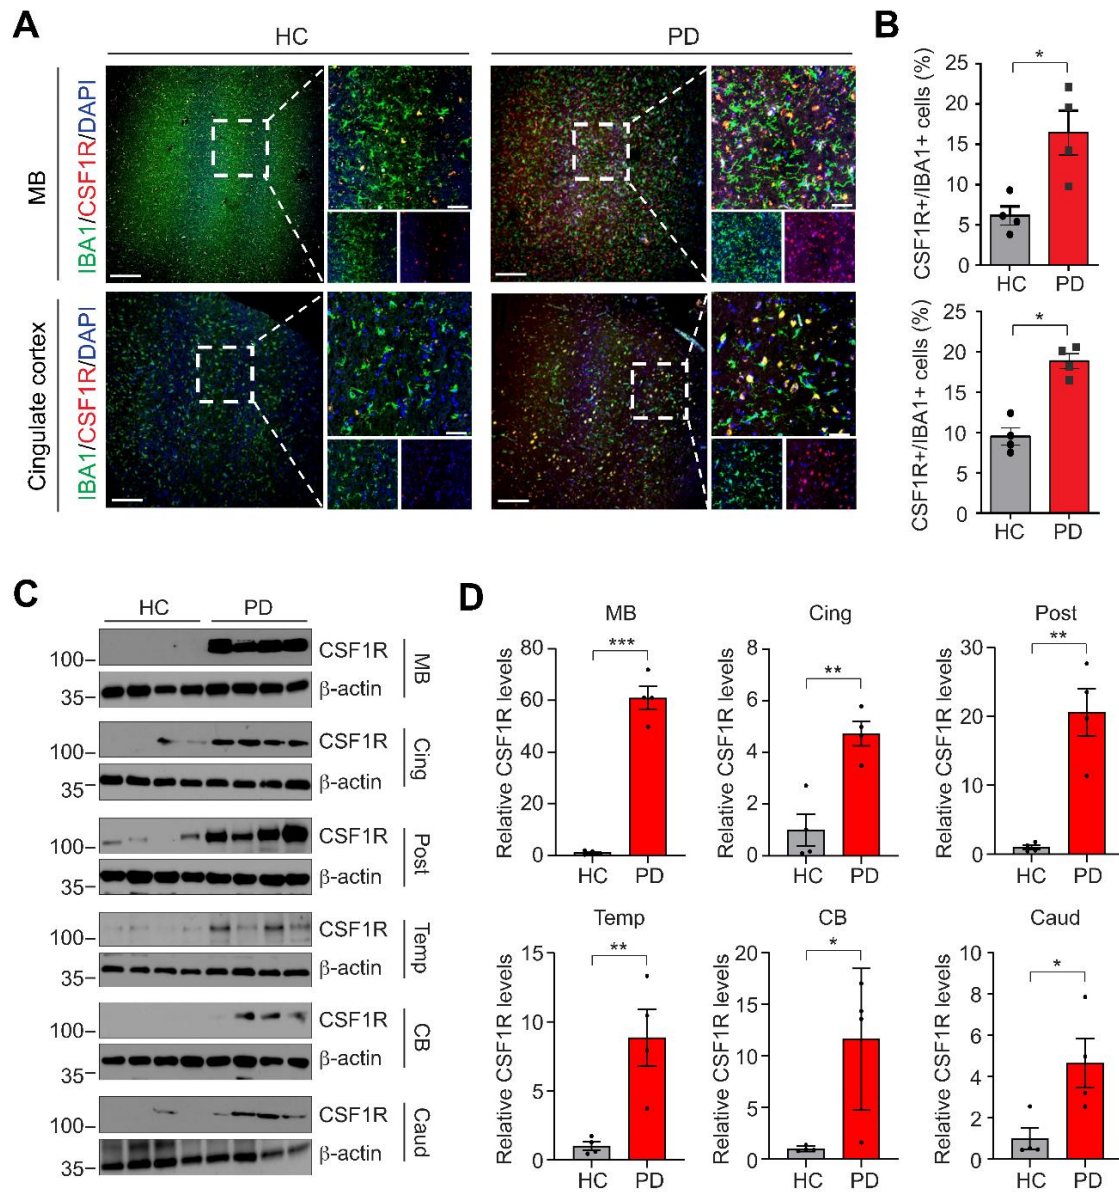 A
HC
PD
MB
IBA1/CSF1R/DAPI
Cingulate cortex
IBA1/CSF1R/DAPI
B
CSF1R+/IBA1+ cells (%)
25
20
15
10
5
0
HC
PD
*
CSF1R+/IBA1+ cells (%)
25
20
15
10
5
0
HC
PD
*
C
HC
PD
100–
CSF1R
35–
β-actin
MB
100–
CSF1R
35–
β-actin
Cing
100–
CSF1R
35–
β-actin
Post
100–
CSF1R
35–
β-actin
Temp
100–
CSF1R
35–
β-actin
CB
100–
CSF1R
35–
β-actin
Caud
D
MB
Relative CSF1R levels
80
60
40
20
0
***
HC
PD
Cing
Relative CSF1R levels
8
6
4
2
0
**
HC
PD
Post
Relative CSF1R levels
30
20
10
0
**
HC
PD
Temp
Relative CSF1R levels
15
10
5
0
**
HC
PD
CB
Relative CSF1R levels
20
15
10
5
0
*
HC
PD
Caud
Relative CSF1R levels
10
8
6
4
2
0
*
HC
PD